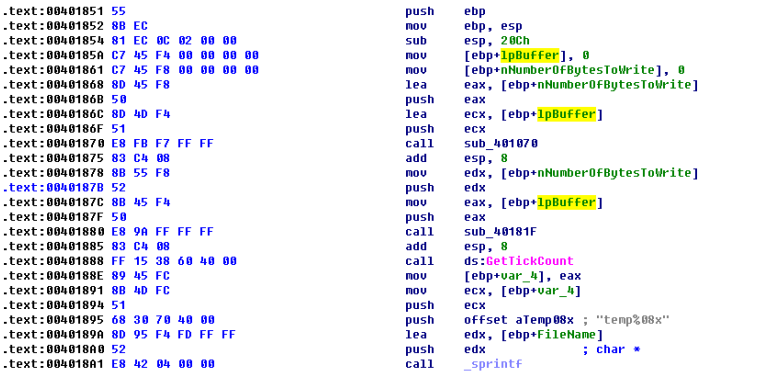 .text:00401851 55 push ebp
.text:00401852 8B EC mov ebp, esp
.text:00401854 81 EC 0C 02 00 00 sub esp, 20Ch
.text:0040185A C7 45 F4 00 00 00 00 mov [ebp+lpBuffer], 0
.text:00401861 C7 45 F8 00 00 00 00 mov [ebp+nNumberOfBytesToWrite], 0
.text:00401868 8D 45 F8 lea eax, [ebp+nNumberOfBytesToWrite]
.text:0040186B 50 push eax
.text:0040186C 8D 4D F4 lea ecx, [ebp+lpBuffer]
.text:0040186F 51 push ecx
.text:00401870 E8 FB F7 FF FF call sub_401070
.text:00401875 83 C4 08 add esp, 8
.text:00401878 8B 55 F8 mov edx, [ebp+nNumberOfBytesToWrite]
.text:0040187B 52 push edx
.text:0040187C 8B 45 F4 mov eax, [ebp+lpBuffer]
.text:0040187F 50 push eax
.text:00401880 E8 9A FF FF FF call sub_40181F
.text:00401885 83 C4 08 add esp, 8
.text:00401888 FF 15 38 60 40 00 call ds:GetTickCount
.text:0040188E 89 45 FC mov [ebp+var_4], eax
.text:00401891 8B 4D FC mov ecx, [ebp+var_4]
.text:00401894 51 push ecx
.text:00401895 68 30 70 40 00 push offset aTemp08x ; "temp%08x"
.text:0040189A 8D 95 F4 FD FF FF lea edx, [ebp+FileName]
.text:004018A0 52 push edx ; char *
.text:004018A1 E8 42 04 00 00 call _sprintf